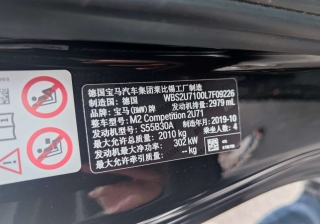 德国宝马汽车集团莱比锡工厂制造
制造国：德国 WBS2U7100L7F09226
品牌：宝马(BMW)牌 发动机排量：2979 mL
型号：M2 Competition 2U71
发动机型号：S55B30A 制造年月：2019-10
最大允许总质量：2010 kg 乘坐人数：4
发动机最大净功率：302 kW
最大允许牵引质量：-- kg